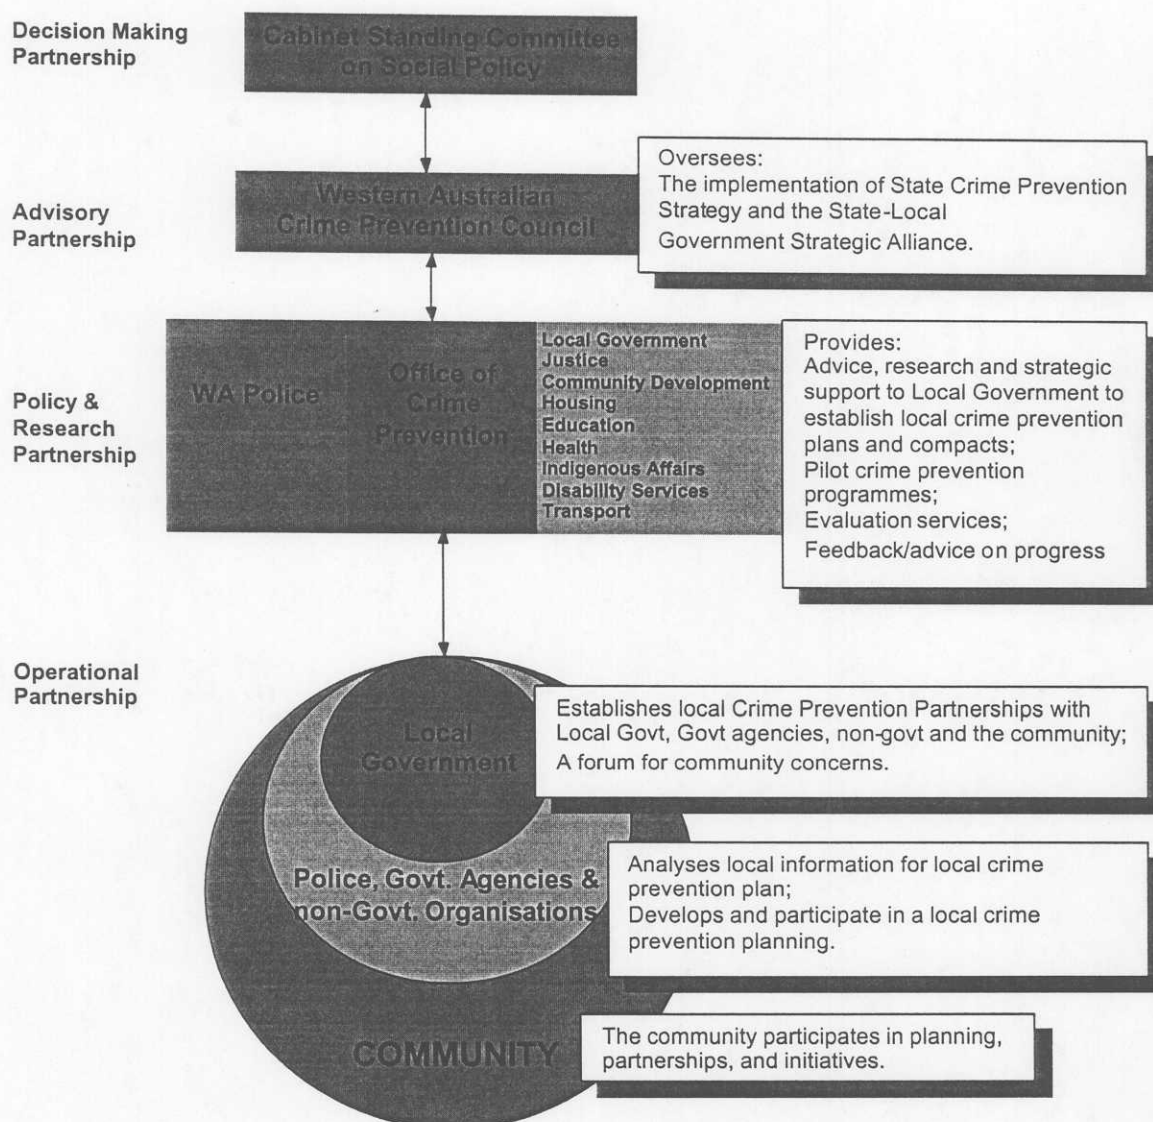 Decision Making
Partnership
Cabinet Standing Committee
on Social Policy
Advisory
Partnership
Western Australian
Crime Prevention Council
Oversees:
The implementation of State Crime Prevention
Strategy and the State-Local
Government Strategic Alliance.
Policy &
Research
Partnership
WA Police
Office of
Crime
Prevention
Local Government
Justice
Community Development
Housing
Education
Health
Indigenous Affairs
Disability Services
Transport
Provides:
Advice, research and strategic
support to Local Government to
establish local crime prevention
plans and compacts;
Pilot crime prevention
programmes;
Evaluation services;
Feedback/advice on progress
Operational
Partnership
Local
Government
Establishes local Crime Prevention Partnerships with
Local Govt, Govt agencies, non-govt and the community;
A forum for community concerns.
Police, Govt. Agencies &
non-Govt. Organisations
Analyses local information for local crime
prevention plan;
Develops and participate in a local crime
prevention planning.
COMMUNITY
The community participates in planning,
partnerships, and initiatives.